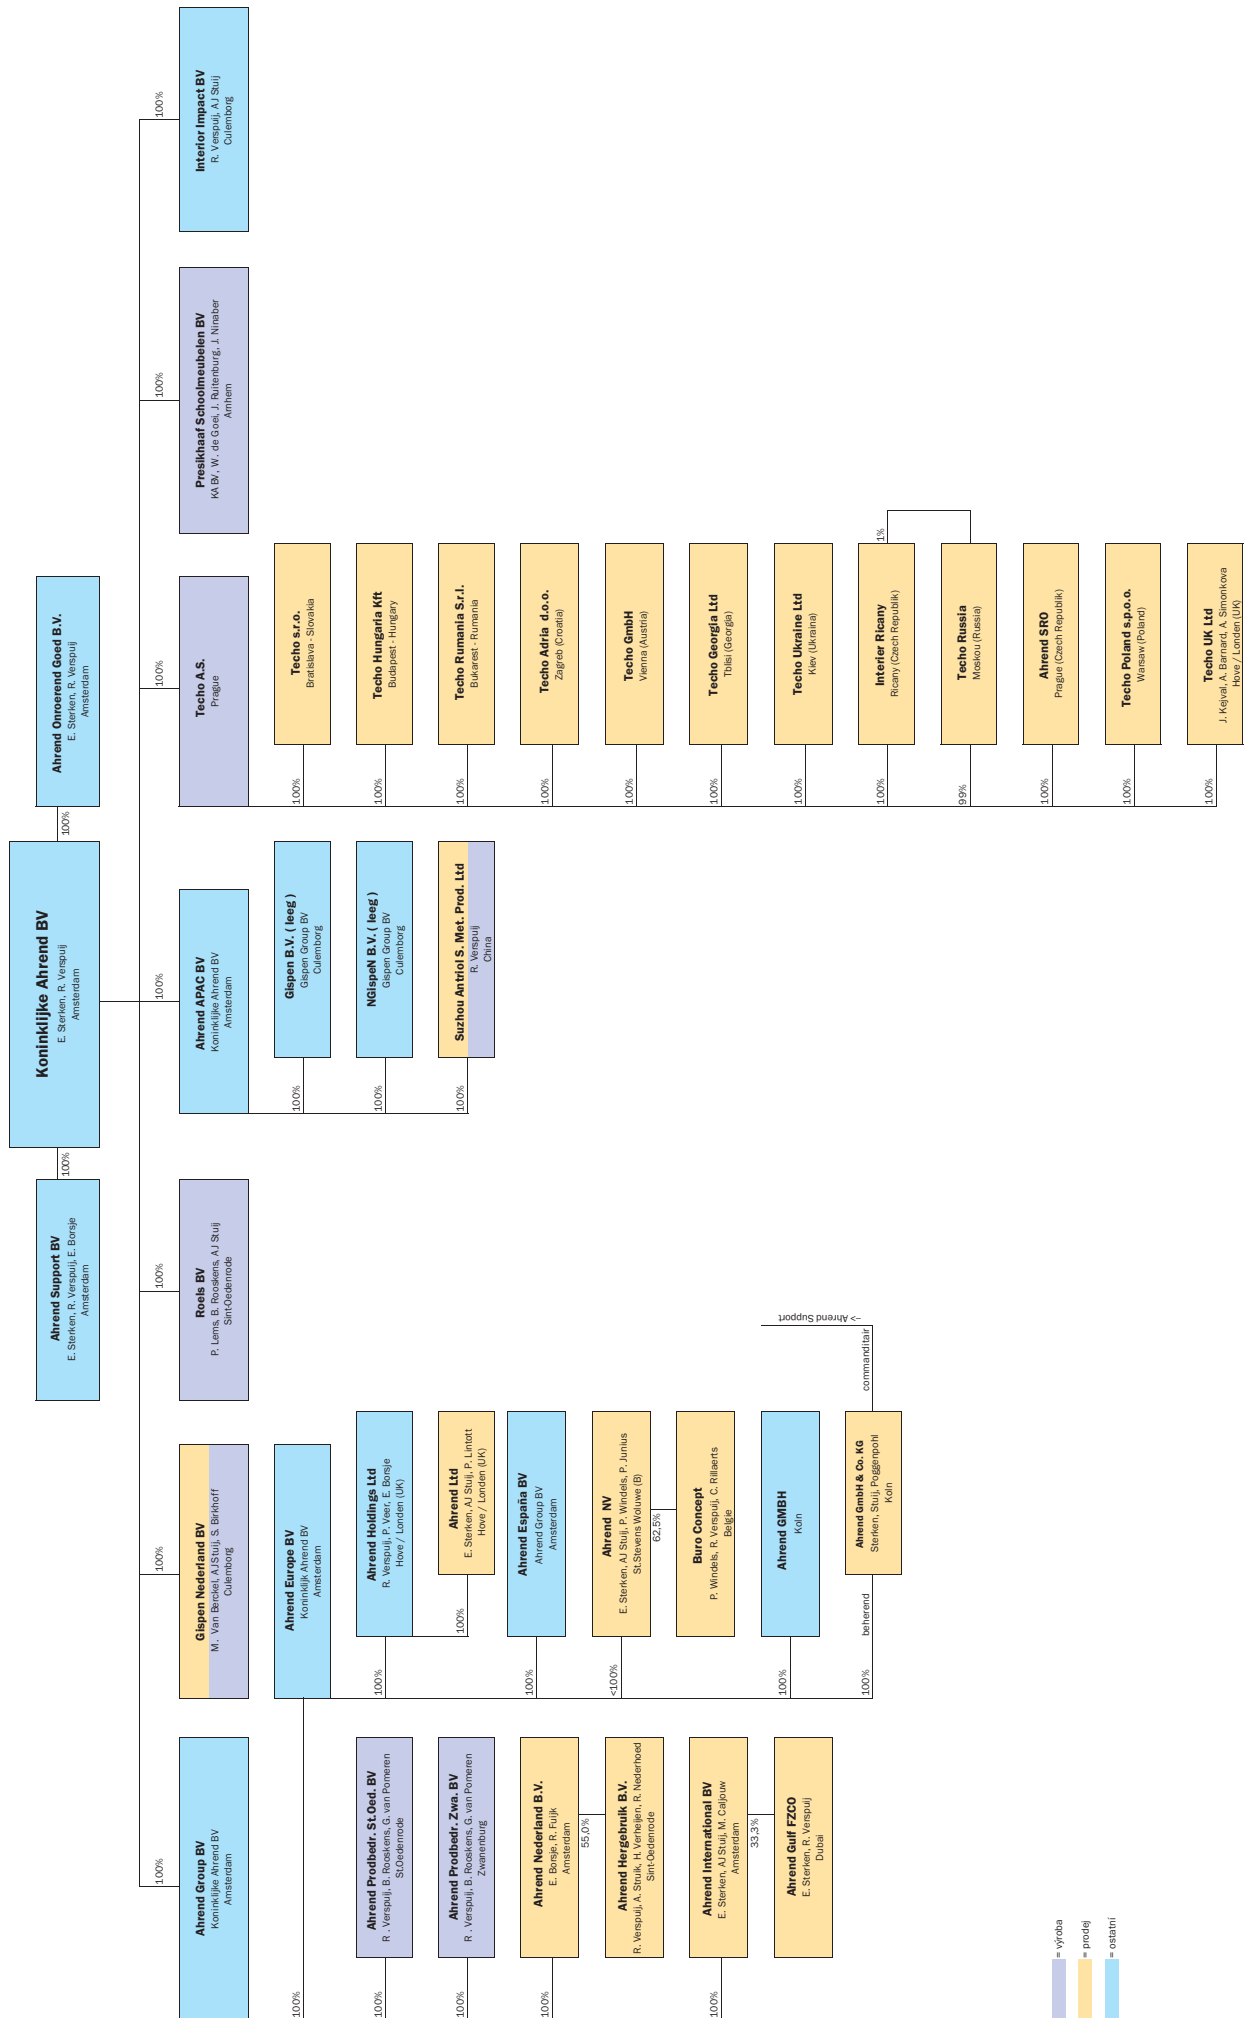 Koninklijke Ahrend BV
E. Sterken, R. Verspuij
Amsterdam
100%
Ahrend Support BV
E. Sterken, R. Verspuij, E. Borsje
Amsterdam
100%
Ahrend Onroerend Goed B.V.
E. Sterken, R. Verspuij
Amsterdam
100%
Ahrend Group BV
Koninklijke Ahrend BV
Amsterdam
100%
Gispen Nederland BV
M. Van Berckel, AJ Stuij, S. Birkhoff
Culemborg
100%
Roels BV
P. Lems, B. Rooskens, AJ Stuij
Sint-Oedenrode
100%
Ahrend APAC BV
Koninklijke Ahrend BV
Amsterdam
100%
Techo A.S.
Prague
100%
Presikhaaf Schoolmeubelen BV
KA BV, W. de Goei, J. Ruitenburg, J. Ninaber
Arnhem
100%
Interior Impact BV
R. Verspuij, AJ Stuij
Culemborg
100%
Ahrend Europe BV
Koninklijk Ahrend BV
Amsterdam
100%
Ahrend Prodbedr. St.Oed. BV
R . Verspuij, B. Rooskens, G. van Pomeren
St.Oedenrode
100%
Ahrend Prodbedr. Zwa. BV
R . Verspuij, B. Rooskens, G. van Pomeren
Zwanenburg
100%
Ahrend Nederland B.V.
E. Borsje, R. Fuijk
Amsterdam
55,0%
Ahrend Hergebruik B.V.
R. Verspuij, A. Struik, H. Verheijen, R. Nederhoed
Sint-Oedenrode
100%
Ahrend International BV
E. Sterken, AJ Stuij, M. Caljouw
Amsterdam
33,3%
Ahrend Gulf FZCO
E. Sterken, R. Verspuij
Dubai
100%
Ahrend Holdings Ltd
R. Verspuij, P. Veer, E. Borsje
Hove / Londen (UK)
100%
Ahrend Ltd
E. Sterken, AJ Stuij, P. Lintott
Hove / Londen (UK)
100%
Ahrend España BV
Ahrend Group BV
Amsterdam
<100%
Ahrend NV
E. Sterken, AJ Stuij, P. Windels, P. Junius
St.Stevens Woluwe (B)
62,5%
Buro Concept
P. Windels, R. Verspuij, C. Rillaerts
Belgie
100%
Ahrend GMBH
Koln
100%
beherend
Ahrend GmbH & Co. KG
Sterken, Stuij, Poggenpohl
Koln
commanditair
–> Ahrend Support
100%
Gispen B.V. ( leeg )
Gispen Group BV
Culemborg
100%
NGispeN B.V. ( leeg )
Gispen Group BV
Culemborg
100%
Suzhou Antriol S. Met. Prod. Ltd
R. Verspuij
China
100%
Techo s.r.o.
Bratislava - Slovakia
100%
Techo Hungaria Kft
Budapest - Hungary
100%
Techo Rumania S.r.l.
Bukarest - Rumania
100%
Techo Adria d.o.o.
Zagreb (Croatia)
100%
Techo GmbH
Vienna (Austria)
100%
Techo Georgia Ltd
Tblisi (Georgia)
100%
Techo Ukraine Ltd
Kiev (Ukraina)
100%
Interier Ricany
Ricany (Czech Republik)
1%
99%
Techo Russia
Moskou (Russia)
100%
Ahrend SRO
Prague (Czech Republik)
100%
Techo Poland s.p.o.o.
Warsaw (Poland)
100%
Techo UK Ltd
J. Kejval, A. Barnard, A. Simonkova
Hove / Londen (UK)
= výroba
= prodej
= ostatní